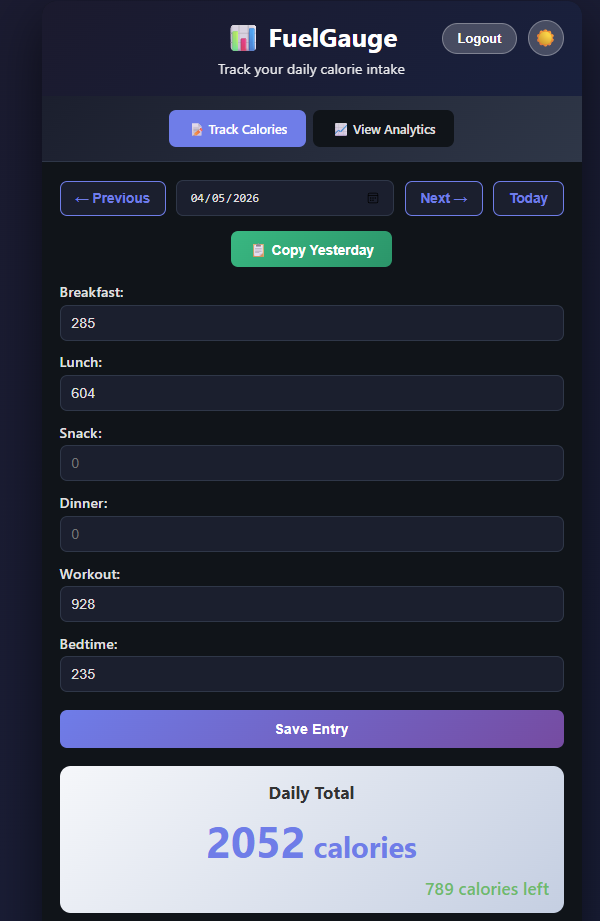 FuelGauge
Logout
Track your daily calorie intake
Track Calories
View Analytics
← Previous
04/05/2026
Next →
Today
Copy Yesterday
Breakfast:
285
Lunch:
604
Snack:
0
Dinner:
0
Workout:
928
Bedtime:
235
Save Entry
Daily Total
2052 calories
789 calories left